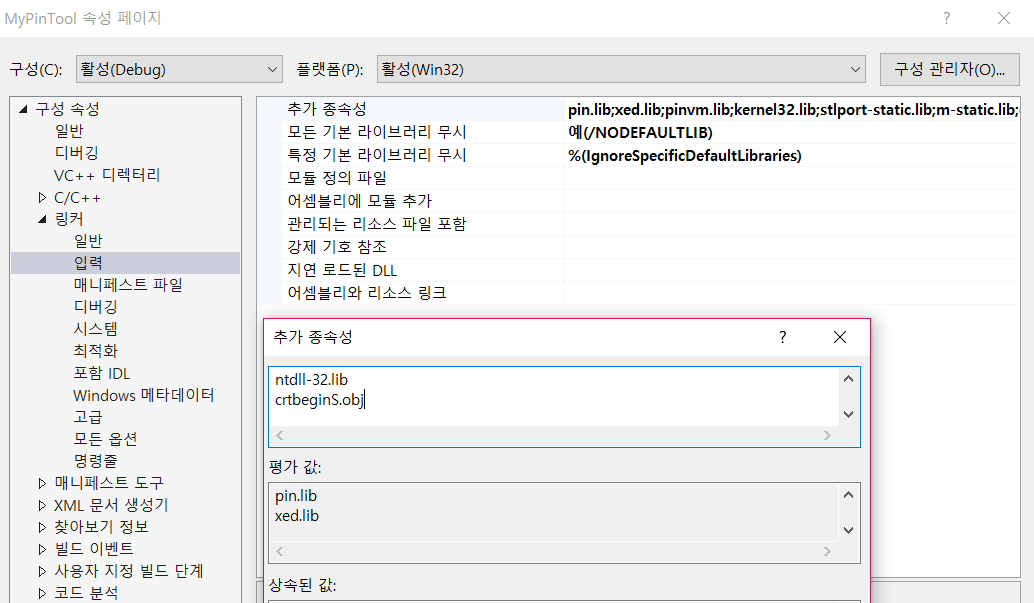 MyPinTool 속성 페이지
구성(C): 활성(Debug) 플랫폼(P): 활성(Win32) 구성 관리자(O)...
구성 속성
일반
디버깅
VC++ 디렉터리
C/C++
링커
일반
입력
매니페스트 파일
디버깅
시스템
최적화
포함 IDL
Windows 메타데이터
고급
모든 옵션
명령줄
매니페스트 도구
XML 문서 생성기
찾아보기 정보
빌드 이벤트
사용자 지정 빌드 단계
코드 분석
추가 종속성 pin.lib;xed.lib;pinvm.lib;kernel32.lib;stlport-static.lib;m-static.lib;
모든 기본 라이브러리 무시 예(/NODEFAULTLIB)
특정 기본 라이브러리 무시 %(IgnoreSpecificDefaultLibraries)
모듈 정의 파일
어셈블리에 모듈 추가
관리되는 리소스 파일 포함
강제 기호 참조
지연 로드된 DLL
어셈블리와 리소스 링크
추가 종속성
ntdll-32.lib
crtbeginS.obj
평가 값:
pin.lib
xed.lib
상속된 값: